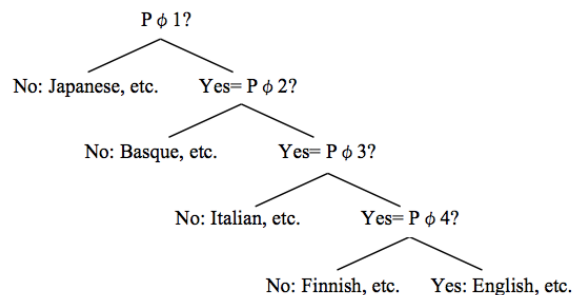 P ϕ 1?
No: Japanese, etc. Yes= P ϕ 2?
No: Basque, etc. Yes= P ϕ 3?
No: Italian, etc. Yes= P ϕ 4?
No: Finnish, etc. Yes: English, etc.